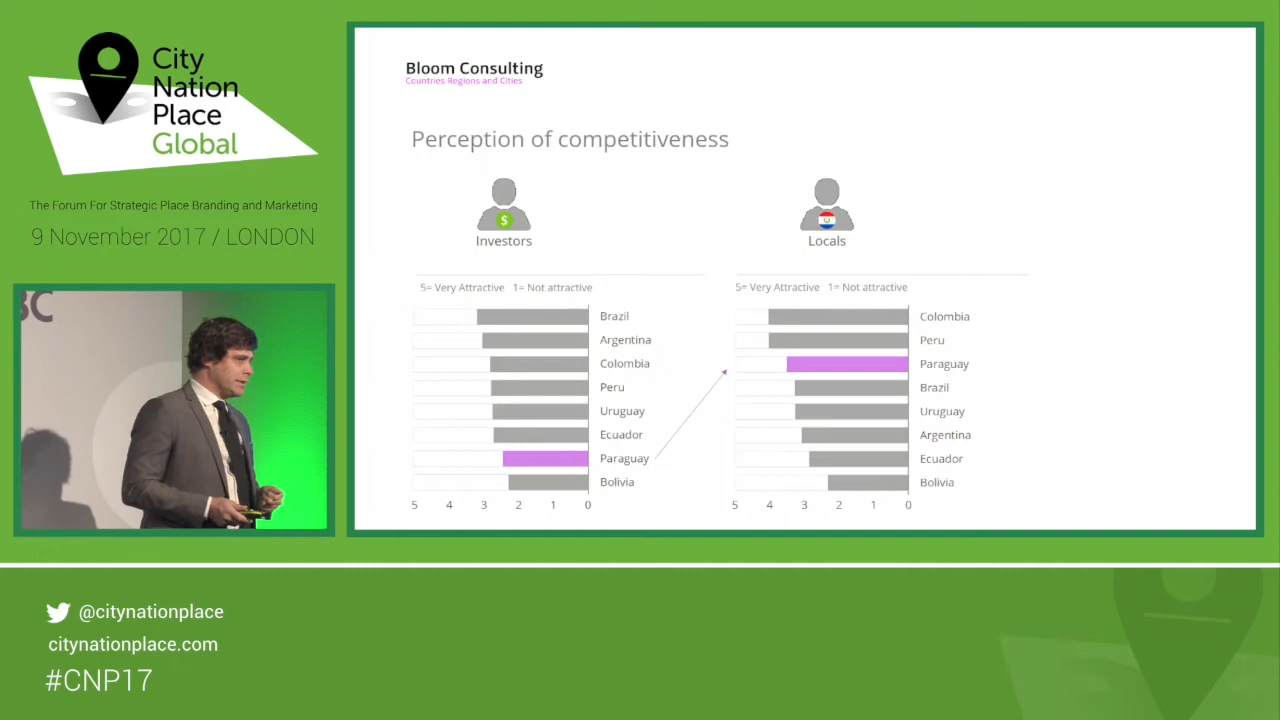 City
Nation
Place
Global
The Forum For Strategic Place Branding and Marketing
9 November 2017 / LONDON
BC
Bloom Consulting
Countries Regions and Cities
Perception of competitiveness
$
Investors
Locals
5= Very Attractive 1= Not attractive
Brazil
Argentina
Colombia
Peru
Uruguay
Ecuador
Paraguay
Bolivia
5 4 3 2 1 0
5= Very Attractive 1= Not attractive
Colombia
Peru
Paraguay
Brazil
Uruguay
Argentina
Ecuador
Bolivia
5 4 3 2 1 0
@citynationplace
citynationplace.com
#CNP17